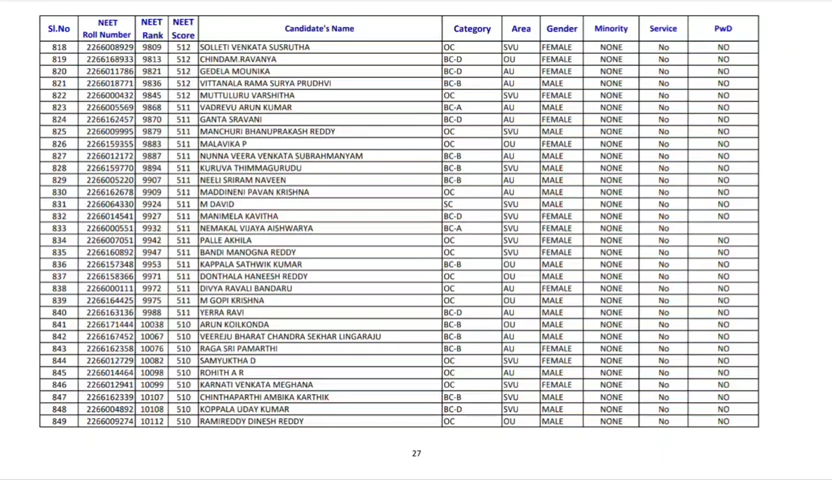 Sl.No NEET Roll Number NEET Rank NEET Score Candidate's Name Category Area Gender Minority Service PwD
818 2266008929 9809 512 SOLLETI VENKATA SUSRUTHA OC SVU FEMALE NONE No NO
819 2266168933 9813 512 CHINDAM.RAVANYA BC-D OU FEMALE NONE No NO
820 2266011786 9821 512 GEDELA MOUNIKA BC-D AU FEMALE NONE No NO
821 2266018771 9836 512 VITTANALA RAMA SURYA PRUDHVI BC-B AU MALE NONE No NO
822 2266000432 9845 512 MUTTULURU VARSHITHA OC SVU FEMALE NONE No NO
823 2266005569 9868 511 VADREVU ARUN KUMAR BC-A AU MALE NONE No NO
824 2266162457 9870 511 GANTA SRAVANI BC-D AU FEMALE NONE No NO
825 2266009995 9879 511 MANCHURI BHANUPRAKASH REDDY OC SVU MALE NONE No NO
826 2266159355 9883 511 MALAVIKA P OC OU FEMALE NONE No NO
827 2266012172 9887 511 NUNNA VEERA VENKATA SUBRAHMANYAM BC-B AU MALE NONE No NO
828 2266159770 9894 511 KURUVA THIMMAGURUDU BC-B SVU MALE NONE No NO
829 2266005220 9907 511 NEELI SRIRAM NAVEEN BC-B AU MALE NONE No NO
830 2266162678 9909 511 MADDINENI PAVAN KRISHNA OC AU MALE NONE No NO
831 2266064330 9924 511 M DAVID SC SVU MALE NONE No NO
832 2266014541 9927 511 MANIMELA KAVITHA BC-D SVU FEMALE NONE No NO
833 2266000551 9932 511 NEMAKAL VIJAYA AISHWARYA BC-A SVU FEMALE NONE No
834 2266007051 9942 511 PALLE AKHILA OC SVU FEMALE NONE No NO
835 2266160892 9947 511 BANDI MANOGNA REDDY OC SVU FEMALE NONE No NO
836 2266157348 9953 511 KAPPALA SATHWIK KUMAR BC-B OU MALE NONE No NO
837 2266158366 9971 511 DONTHALA HANEESH REDDY OC OU MALE NONE No NO
838 2266000111 9972 511 DIVYA RAVALI BANDARU OC AU FEMALE NONE No NO
839 2266164425 9975 511 M GOPI KRISHNA OC OU MALE NONE No NO
840 2266163136 9988 511 YERRA RAVI BC-D AU MALE NONE No NO
841 2266171444 10038 510 ARUN KOILKONDA BC-B OU MALE NONE No NO
842 2266167452 10067 510 VEEREJU BHARAT CHANDRA SEKHAR LINGARAJU BC-B AU MALE NONE No NO
843 2266162358 10076 510 RAGA SRI PAMARTHI BC-B AU FEMALE NONE No NO
844 2266012729 10082 510 SAMYUKTHA D OC SVU FEMALE NONE No NO
845 2266014464 10098 510 ROHITH A R OC AU MALE NONE No NO
846 2266012941 10099 510 KARNATI VENKATA MEGHANA OC SVU FEMALE NONE No NO
847 2266162339 10107 510 CHINTHAPARTHI AMBIKA KARTHIK BC-B SVU MALE NONE No NO
848 2266004892 10108 510 KOPPALA UDAY KUMAR BC-D SVU MALE NONE No NO
849 2266009274 10112 510 RAMIREDDY DINESH REDDY OC OU MALE NONE No NO
27